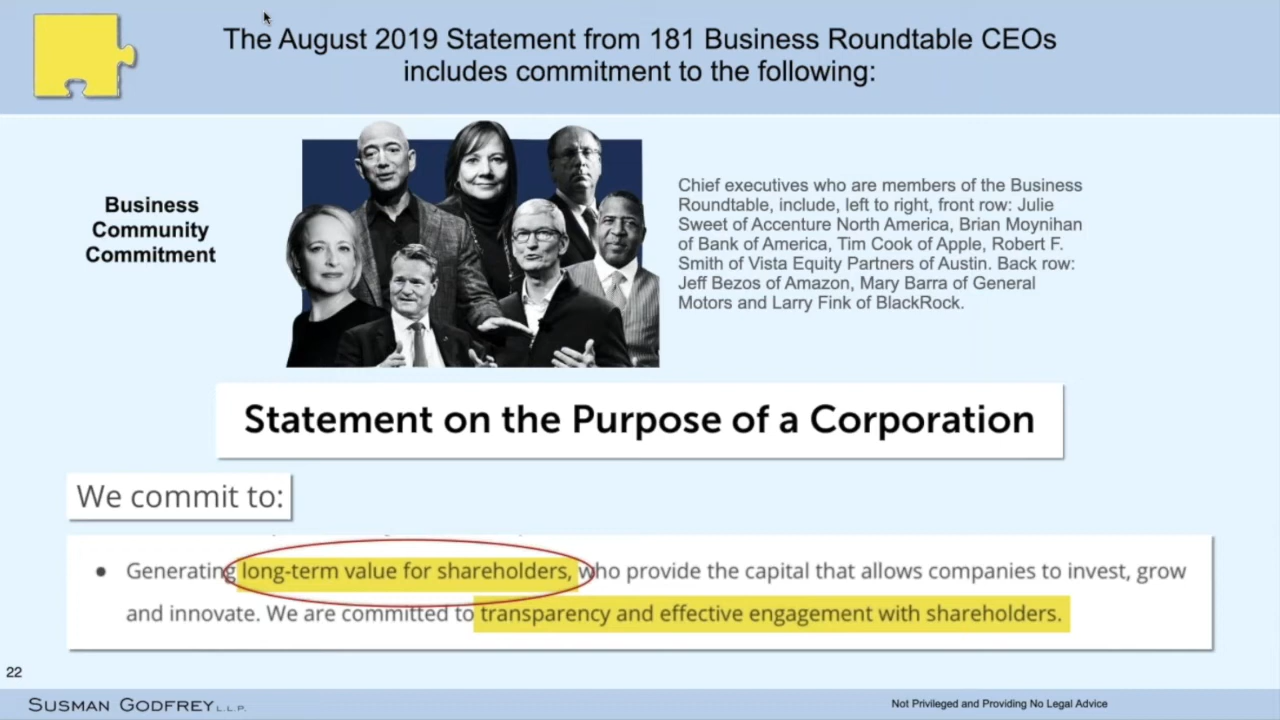 The August 2019 Statement from 181 Business Roundtable CEOs
includes commitment to the following:
Business
Community
Commitment
Chief executives who are members of the Business
Roundtable, include, left to right, front row: Julie
Sweet of Accenture North America, Brian Moynihan
of Bank of America, Tim Cook of Apple, Robert F.
Smith of Vista Equity Partners of Austin. Back row:
Jeff Bezos of Amazon, Mary Barra of General
Motors and Larry Fink of BlackRock.
Statement on the Purpose of a Corporation
We commit to:
• Generating long-term value for shareholders, who provide the capital that allows companies to invest, grow
and innovate. We are committed to transparency and effective engagement with shareholders.
22
SUSMAN GODFREY L.L.P.
Not Privileged and Providing No Legal Advice